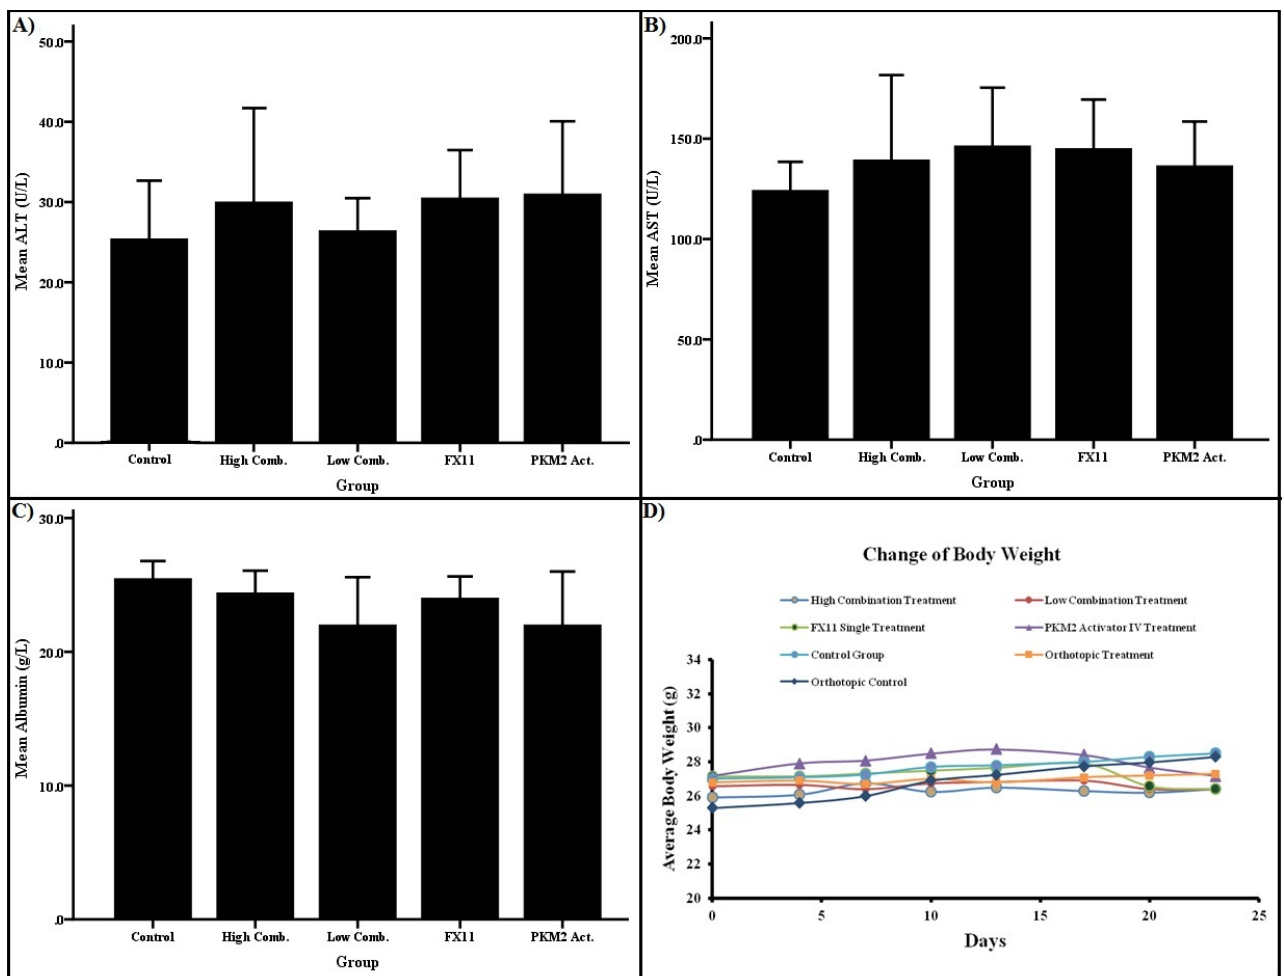 A)
50.0
40.0
30.0
20.0
10.0
.0
Mean ALT (U/L)
Control
High Comb.
Low Comb.
FX11
PKM2 Act.
Group
B)
200.0
150.0
100.0
50.0
.0
Mean AST (U/L)
Control
High Comb.
Low Comb.
FX11
PKM2 Act.
Group
C)
30.0
20.0
10.0
.0
Mean Albumin (g/L)
Control
High Comb.
Low Comb.
FX11
PKM2 Act.
Group
D)
Change of Body Weight
High Combination Treatment
Low Combination Treatment
FX11 Single Treatment
PKM2 Activator IV Treatment
Control Group
Orthotopic Treatment
Orthotopic Control
34
32
30
28
26
24
22
20
Average Body Weight (g)
0
5
10
15
20
25
Days